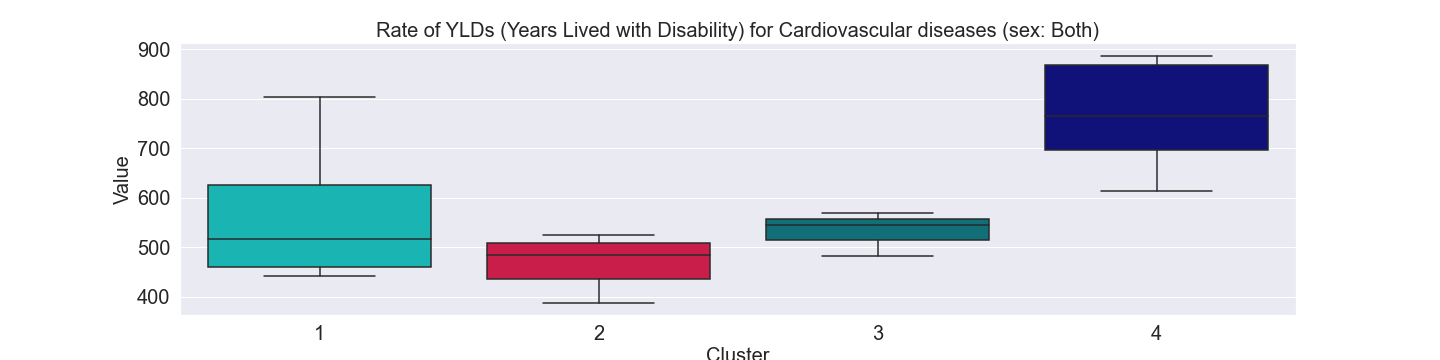 Rate of YLDs (Years Lived with Disability) for Cardiovascular diseases (sex: Both)
900
800
700
600
500
400
Value
1 2 3 4
Cluster